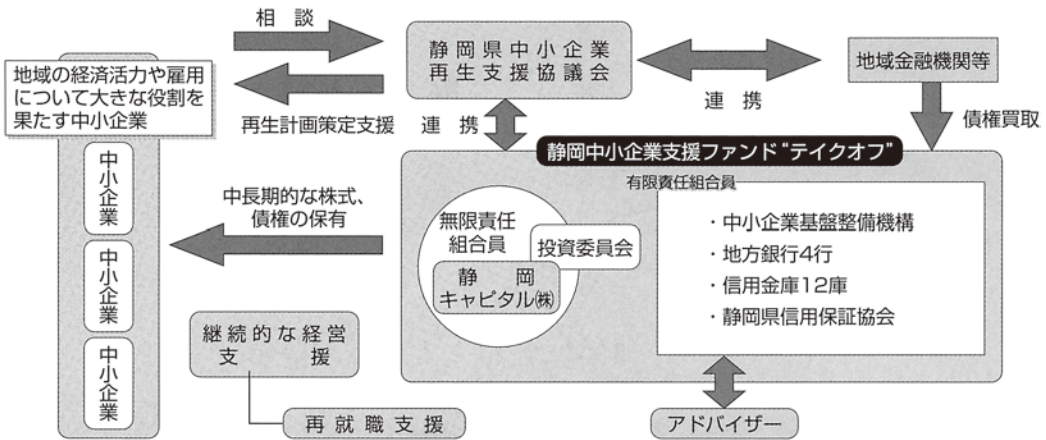 相談
静岡県中小企業
再生支援協議会
地域金融機関等
地域の経済活力や雇用
について大きな役割を
果たす中小企業
再生計画策定支援
連携
連携
債権買取
静岡中小企業支援ファンド“テイクオフ”
有限責任組合員
中小企業
中小企業
中小企業
中長期的な株式、
債権の保有
無限責任
組合員
投資委員会
静岡
キャピタル㈱
・中小企業基盤整備機構
・地方銀行4行
・信用金庫12庫
・静岡県信用保証協会
継続的な経営
支援
再就職支援
アドバイザー